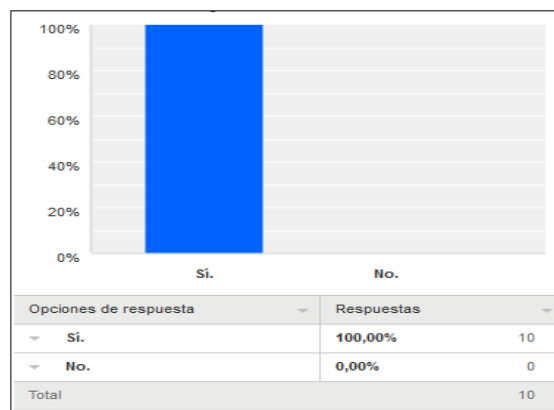 100%
80%
60%
40%
20%
0%
Sí. No.
Opciones de respuesta Respuestas
Sí. 100,00% 10
No. 0,00% 0
Total 10